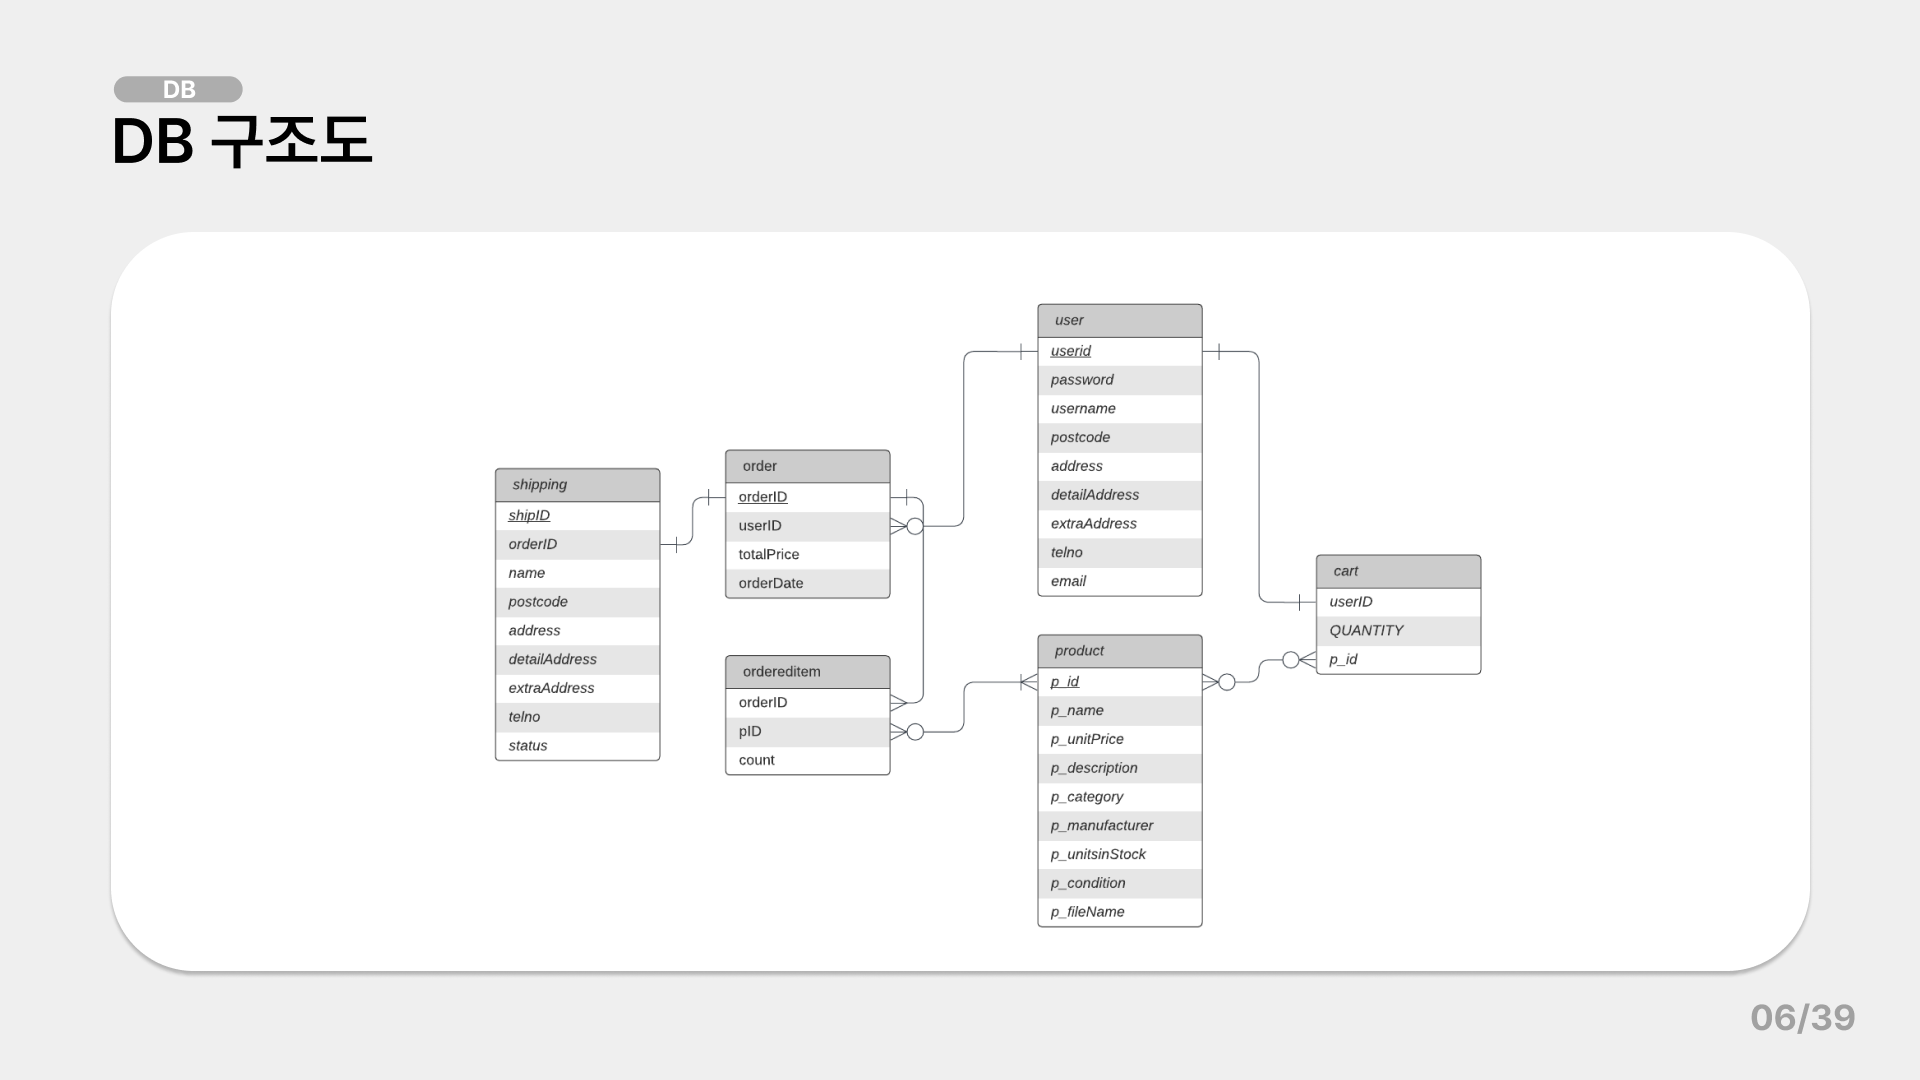 DB
DB 구조도
shipping
shipID
orderID
name
postcode
address
detailAddress
extraAddress
telno
status
order
orderID
userID
totalPrice
orderDate
ordereditem
orderID
pID
count
user
userid
password
username
postcode
address
detailAddress
extraAddress
telno
email
product
p_id
p_name
p_unitPrice
p_description
p_category
p_manufacturer
p_unitsinStock
p_condition
p_fileName
cart
userID
QUANTITY
p_id
06/39